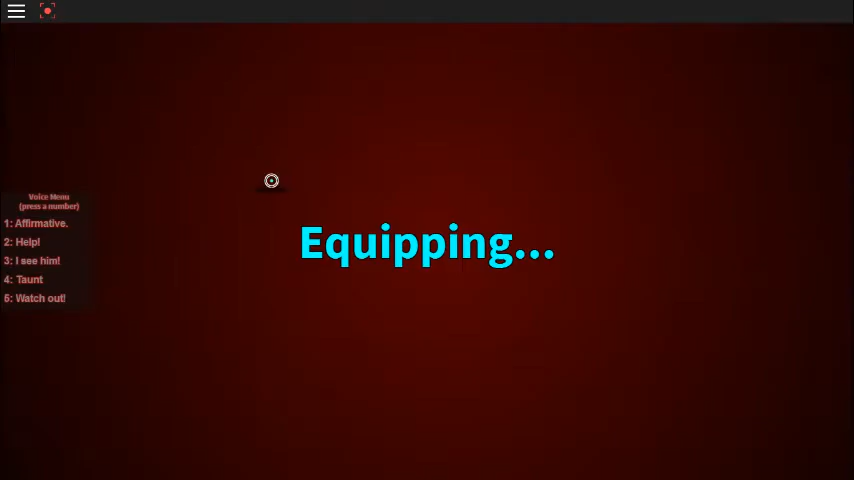 Voice Menu
(press a number)
1: Affirmative.
2: Help!
3: I see him!
4: Taunt
5: Watch out!
Equipping...